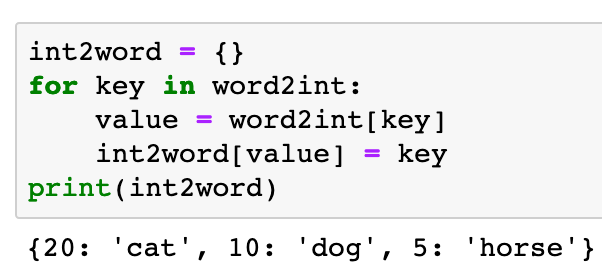 int2word = {}
for key in word2int:
    value = word2int[key]
    int2word[value] = key
print(int2word)
{20: 'cat', 10: 'dog', 5: 'horse'}